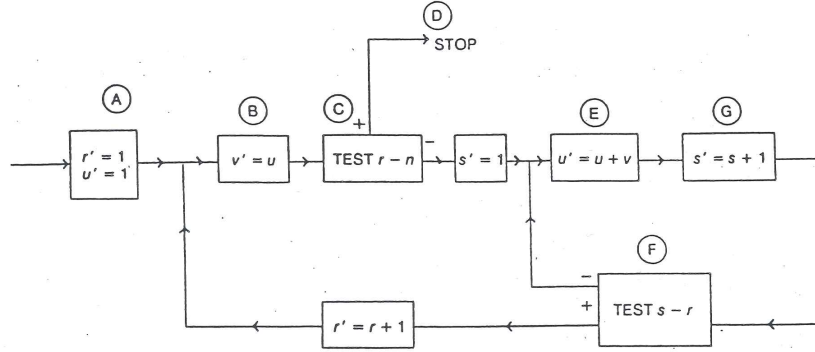 D
STOP
A
B
C
E
G
+
−
r' = 1
u' = 1
v' = u
TEST r − n
s' = 1
u' = u + v
s' = s + 1
F
−
+
TEST s − r
r' = r + 1